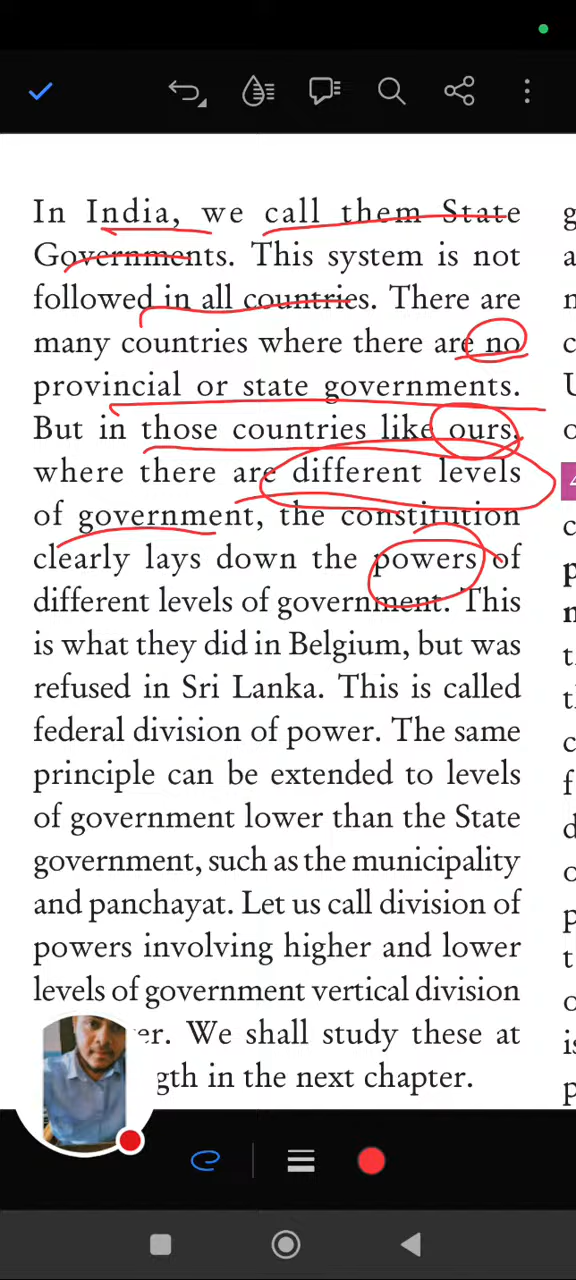 In India, we call them State
Governments. This system is not
followed in all countries. There are
many countries where there are no
provincial or state governments.
But in those countries like ours,
where there are different levels
of government, the constitution
clearly lays down the powers of
different levels of government. This
is what they did in Belgium, but was
refused in Sri Lanka. This is called
federal division of power. The same
principle can be extended to levels
of government lower than the State
government, such as the municipality
and panchayat. Let us call division of
powers involving higher and lower
levels of government vertical division
er. We shall study these at
gth in the next chapter.